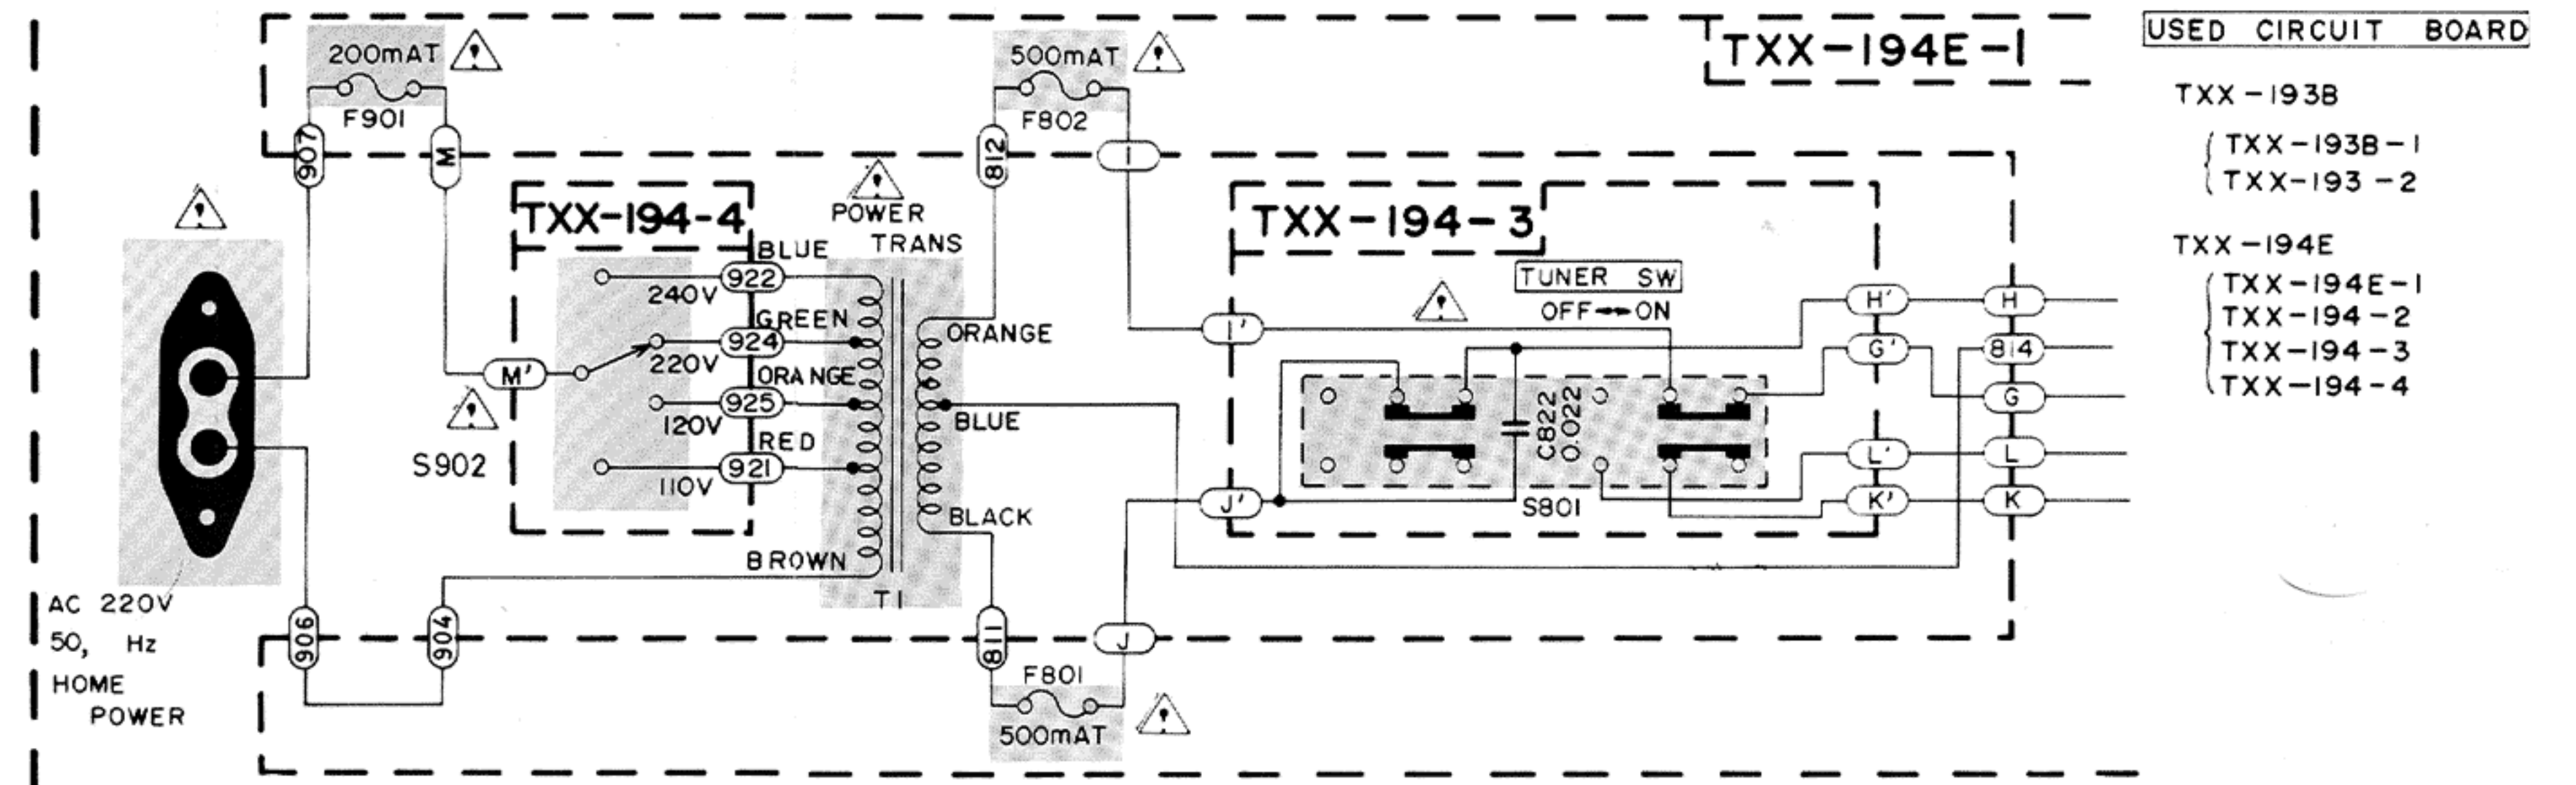 200mAT
F901
907
M
500mAT
F802
812
I
TXX-194E-1
USED CIRCUIT BOARD
TXX-193B
TXX-193B-1
TXX-193 -2
TXX-194E
TXX-194E-1
TXX-194-2
TXX-194-3
TXX-194-4
TXX-194-4
POWER
TRANS
BLUE
922
240V
GREEN
924
220V
ORANGE
925
120V
RED
921
110V
M'
S902
BROWN
T1
ORANGE
BLUE
BLACK
TXX-194-3
TUNER SW
OFF ↔ ON
I'
J'
C822
0.022
S801
H'
G'
L'
K'
H
814
G
L
K
AC 220V
50, Hz
HOME
POWER
906
904
811
J
F801
500mAT